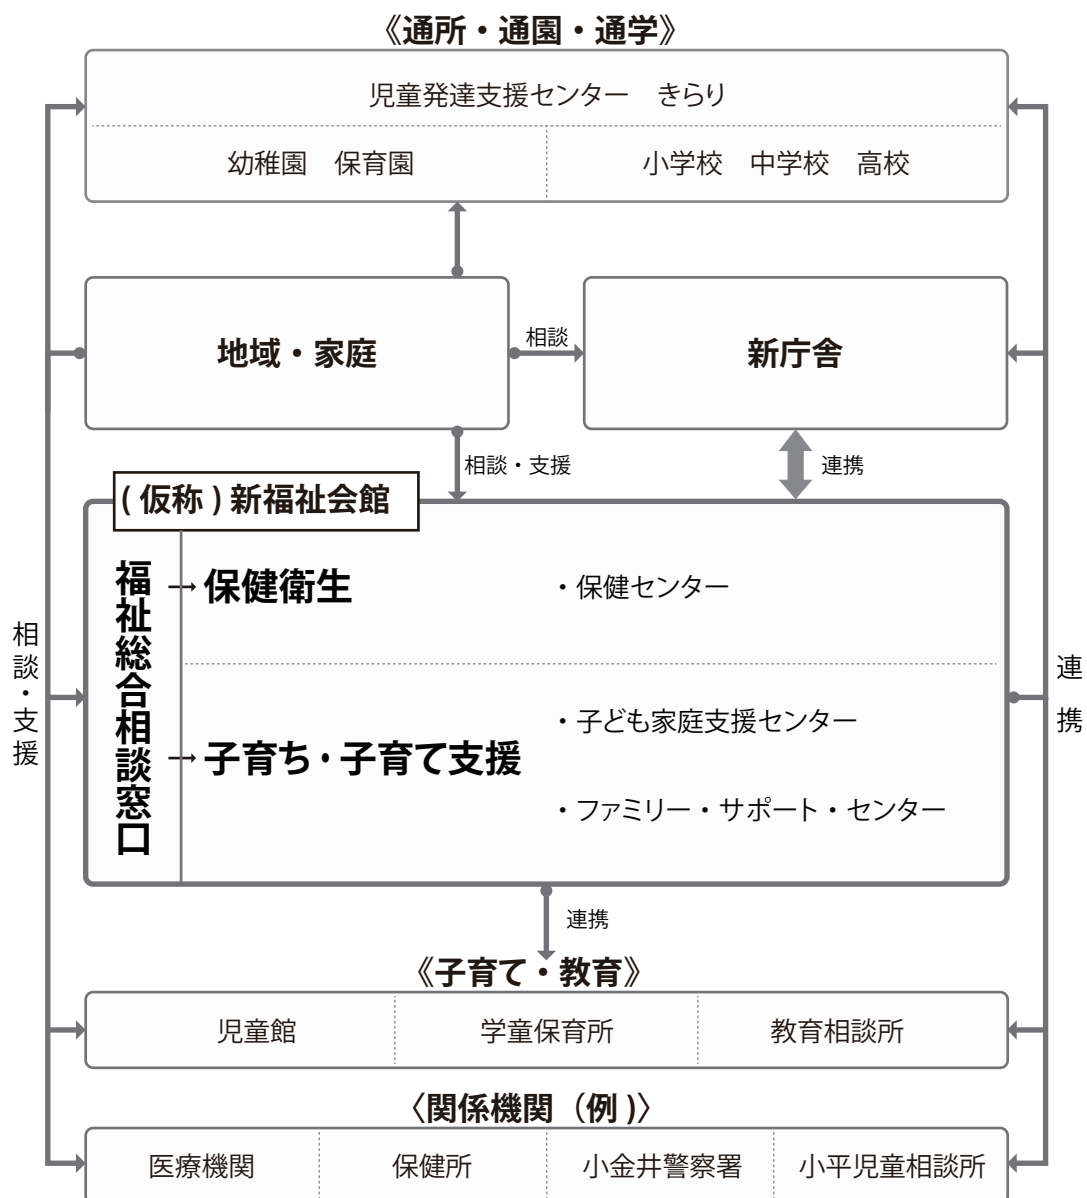 《通所・通園・通学》
児童発達支援センター　きらり
幼稚園　保育園
小学校　中学校　高校
地域・家庭
相談
新庁舎
相談・支援
連携
( 仮称 ) 新福祉会館
福祉総合相談窓口
保健衛生
・保健センター
子育ち・子育て支援
・子ども家庭支援センター
・ファミリー・サポート・センター
相談・支援
連携
連携
《子育て・教育》
児童館
学童保育所
教育相談所
〈関係機関（例 )〉
医療機関
保健所
小金井警察署
小平児童相談所